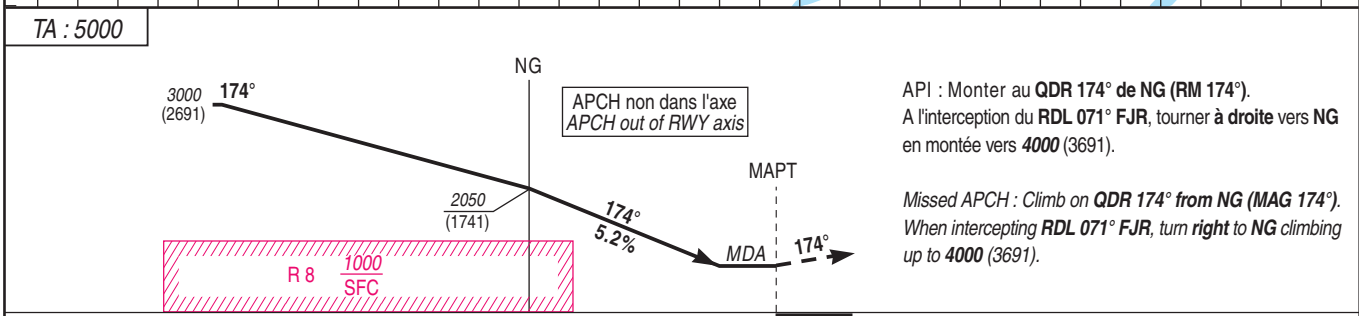 TA : 5000
NG
3000 174°
(2691)
APCH non dans l'axe
APCH out of RWY axis
MAPT
2050
(1741)
174°
5.2%
MDA
174°
R 8
1000
SFC
API : Monter au QDR 174° de NG (RM 174°).
A l'interception du RDL 071° FJR, tourner à droite vers NG
en montée vers 4000 (3691).
Missed APCH : Climb on QDR 174° from NG (MAG 174°).
When intercepting RDL 071° FJR, turn right to NG climbing
up to 4000 (3691).